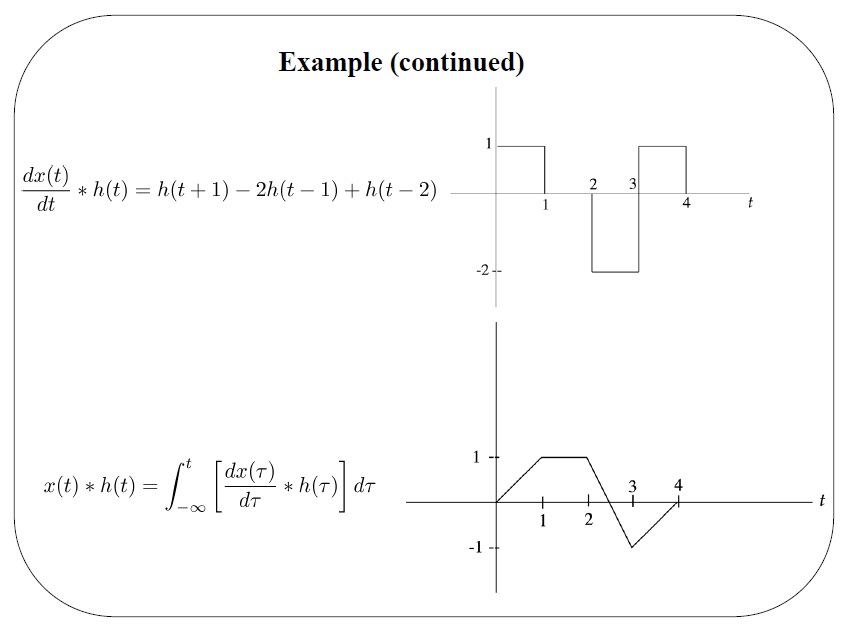 Example (continued)
1
dx(t)/dt * h(t) = h(t + 1) − 2h(t − 1) + h(t − 2)
2 3
1 4 t
-2
1
x(t) * h(t) = ∫_{−∞}^{t} [dx(τ)/dτ * h(τ)] dτ
3 4
t
1 2
-1